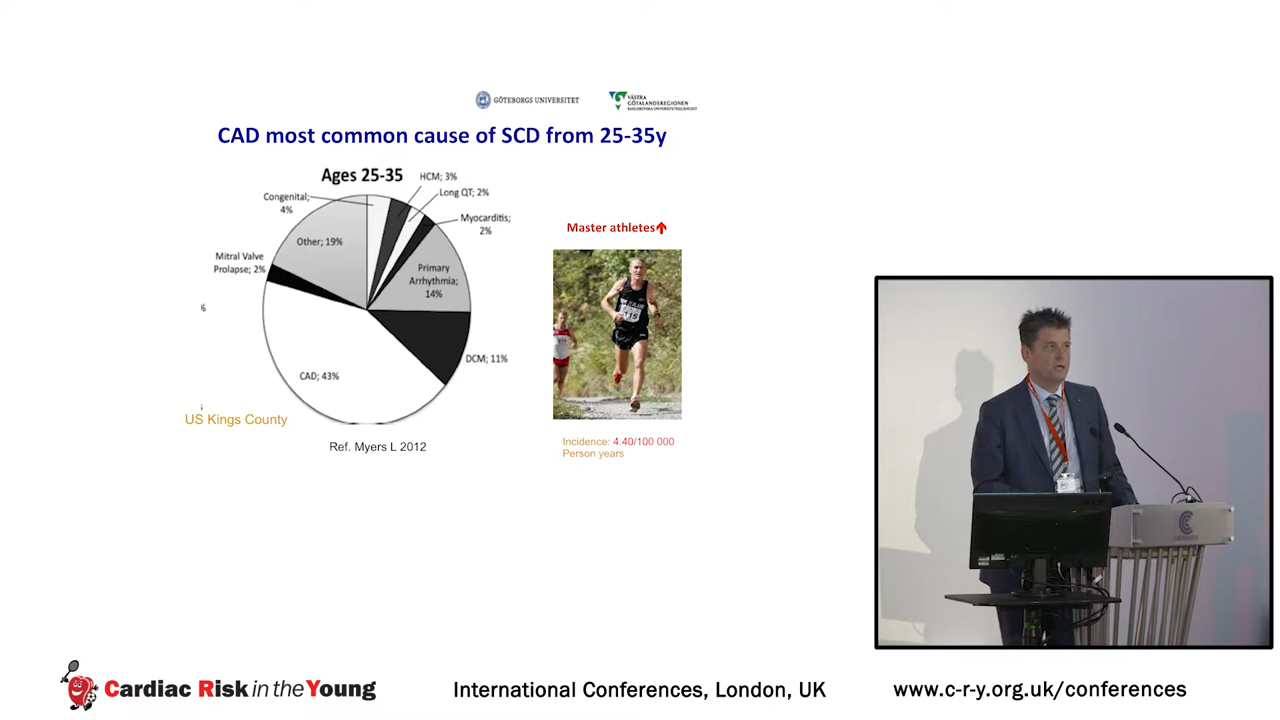 GÖTEBORGS UNIVERSITET
VÄSTRA
GÖTALANDSREGIONEN
SAHLGRENSKA UNIVERSITETSSJUKHUSET
CAD most common cause of SCD from 25-35y
Ages 25-35
HCM; 3%
Long QT; 2%
Congenital;
4%
Myocarditis;
2%
Other; 19%
Mitral Valve
Prolapse; 2%
Primary
Arrhythmia;
14%
%
DCM; 11%
CAD; 43%
US Kings County
Ref. Myers L 2012
Master athletes
115
Incidence: 4.40/100 000
Person years
Cardiac Risk in the Young
International Conferences, London, UK
www.c-r-y.org.uk/conferences